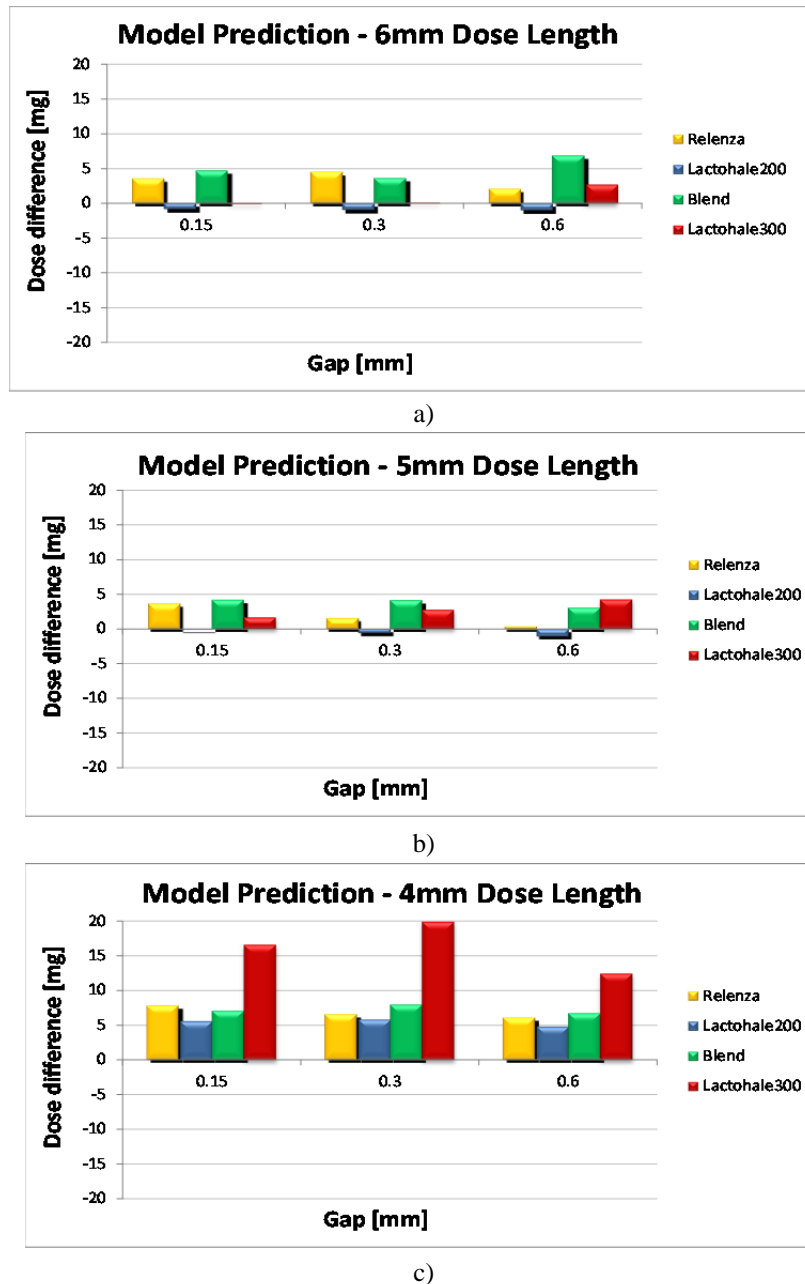 Model Prediction - 6mm Dose Length
Dose difference [mg]
20
15
10
5
0
-5
-10
-15
-20
0.15 0.3 0.6
Gap [mm]
Relenza
Lactohale200
Blend
Lactohale300
a)
Model Prediction - 5mm Dose Length
Dose difference [mg]
20
15
10
5
0
-5
-10
-15
-20
0.15 0.3 0.6
Gap [mm]
Relenza
Lactohale200
Blend
Lactohale300
b)
Model Prediction - 4mm Dose Length
Dose difference [mg]
20
15
10
5
0
-5
-10
-15
-20
0.15 0.3 0.6
Gap [mm]
Relenza
Lactohale200
Blend
Lactohale300
c)